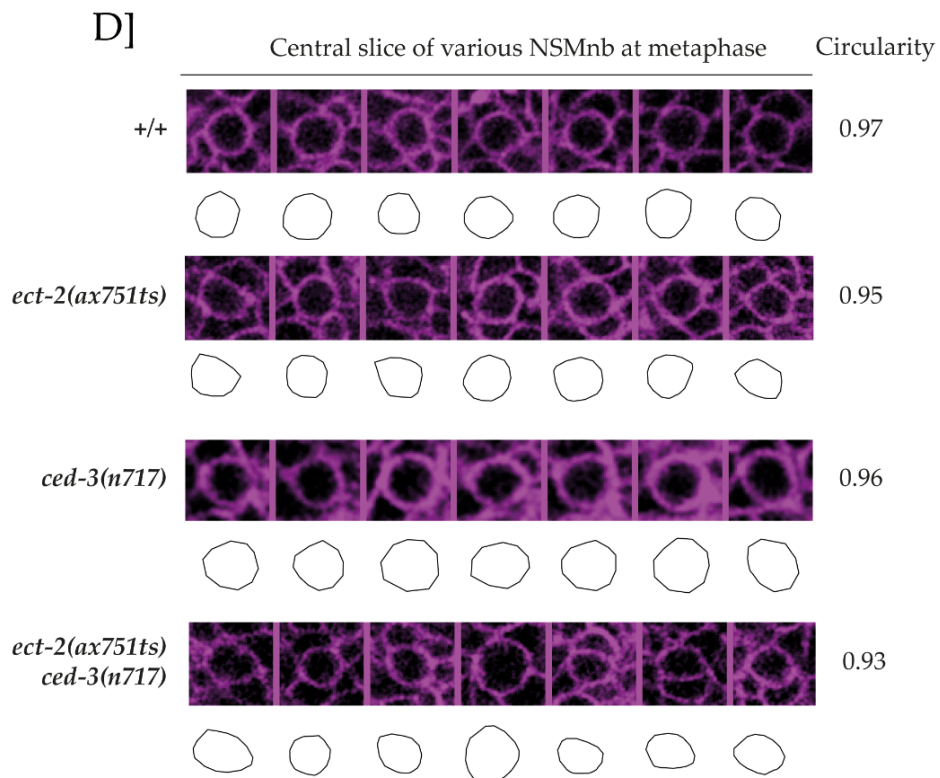 D]
Central slice of various NSMnb at metaphase Circularity
+/+ 0.97
ect-2(ax751ts) 0.95
ced-3(n717) 0.96
ect-2(ax751ts)
ced-3(n717) 0.93